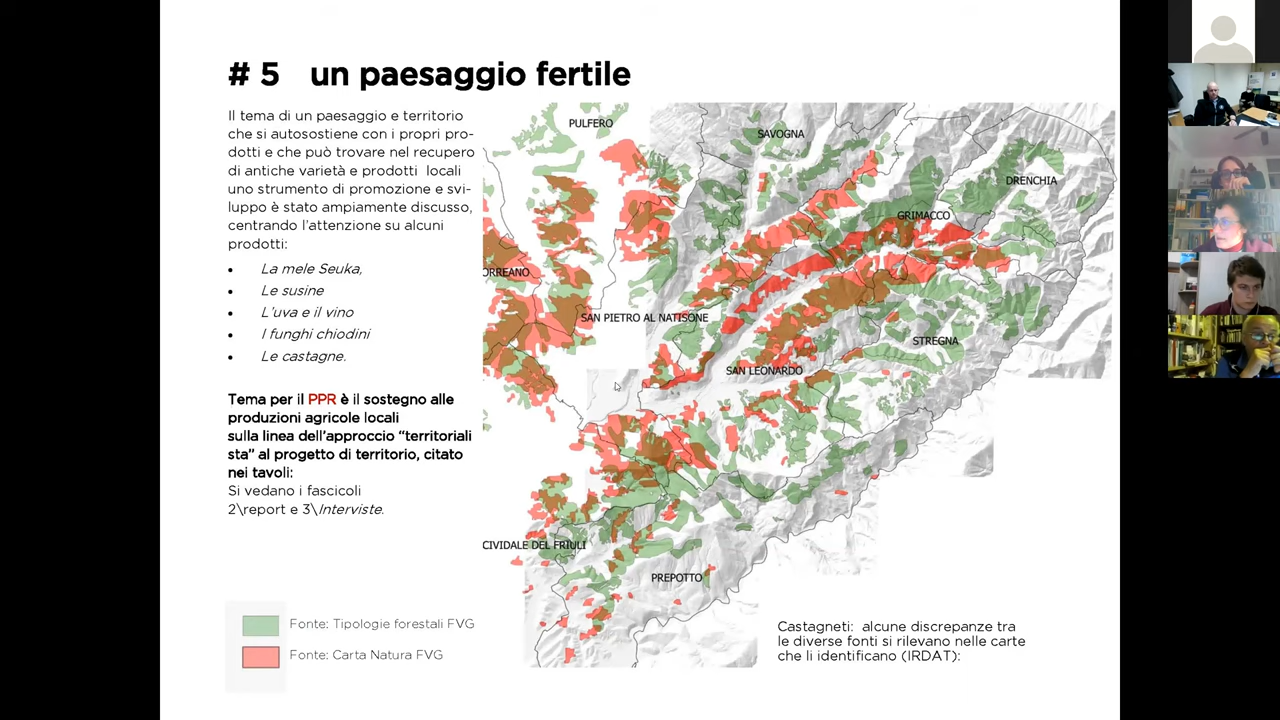 # 5 un paesaggio fertile
Il tema di un paesaggio e territorio
che si autosostiene con i propri pro-
dotti e che può trovare nel recupero
di antiche varietà e prodotti locali
uno strumento di promozione e svi-
luppo è stato ampiamente discusso,
centrando l'attenzione su alcuni
prodotti:
• La mele Seuka,
• Le susine
• L'uva e il vino
• I funghi chiodini
• Le castagne.
Tema per il PPR è il sostegno alle
produzioni agricole locali
sulla linea dell'approccio "territoriali
sta" al progetto di territorio, citato
nei tavoli:
Si vedano i fascicoli
2\report e 3\Interviste.
Fonte: Tipologie forestali FVG
Fonte: Carta Natura FVG
PULFERO
SAVOGNA
DRENCHIA
GRIMACCO
ORREANO
SAN PIETRO AL NATISONE
STREGNA
SAN LEONARDO
CIVIDALE DEL FRIULI
PREPOTTO
Castagneti: alcune discrepanze tra
le diverse fonti si rilevano nelle carte
che li identificano (IRDAT):